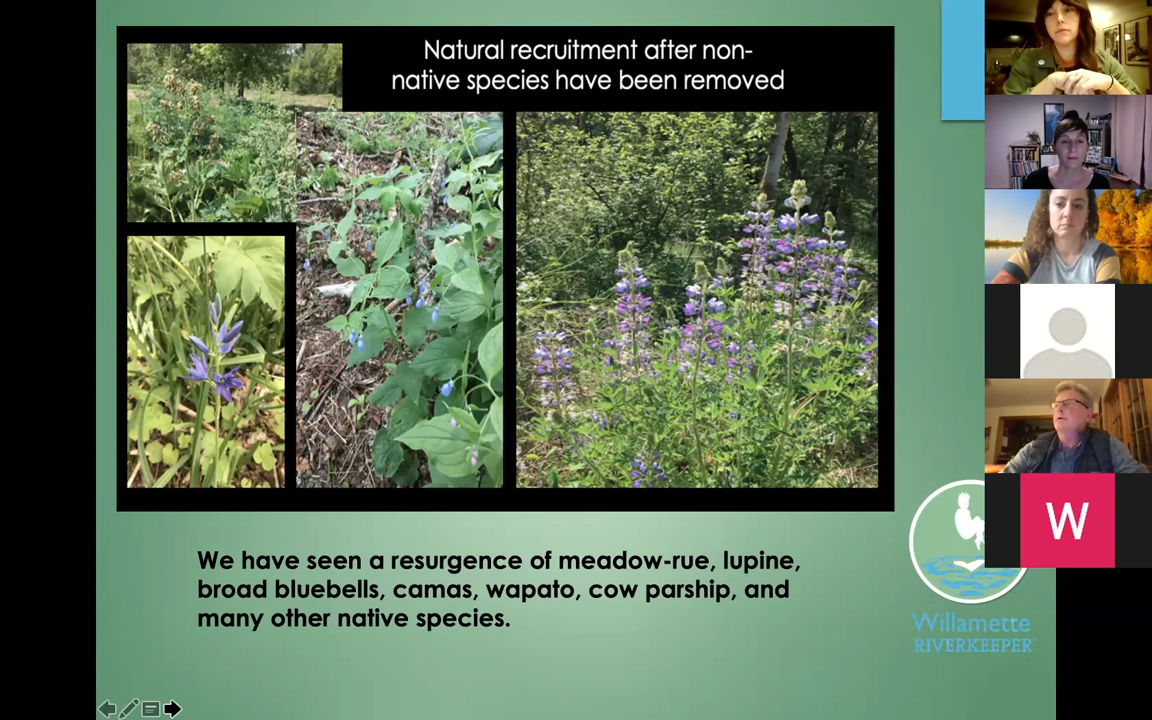 Natural recruitment after non-
native species have been removed
We have seen a resurgence of meadow-rue, lupine,
broad bluebells, camas, wapato, cow parship, and
many other native species.
W
Willamette
RIVERKEEPER